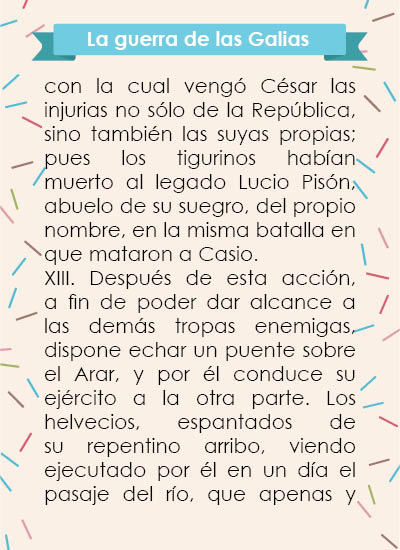 La guerra de las Galias
con la cual vengó César las
injurias no sólo de la República,
sino también las suyas propias;
pues los tigurinos habían
muerto al legado Lucio Pisón,
abuelo de su suegro, del propio
nombre, en la misma batalla en
que mataron a Casio.
XIII. Después de esta acción,
a fin de poder dar alcance a
las demás tropas enemigas,
dispone echar un puente sobre
el Arar, y por él conduce su
ejército a la otra parte. Los
helvecios, espantados de
su repentino arribo, viendo
ejecutado por él en un día el
pasaje del río, que apenas y